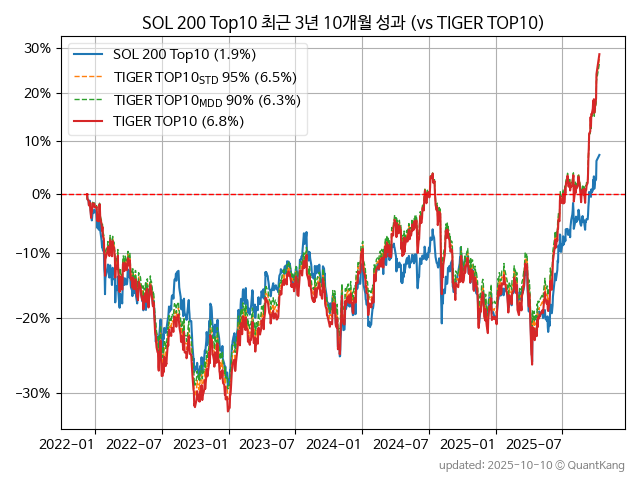 SOL 200 Top10 최근 3년 10개월 성과 (vs TIGER TOP10)
30%
20%
10%
0%
-10%
-20%
-30%
SOL 200 Top10 (1.9%)
TIGER TOP10STD 95% (6.5%)
TIGER TOP10MDD 90% (6.3%)
TIGER TOP10 (6.8%)
2022-01 2022-07 2023-01 2023-07 2024-01 2024-07 2025-01 2025-07
updated: 2025-10-10 © QuantKang